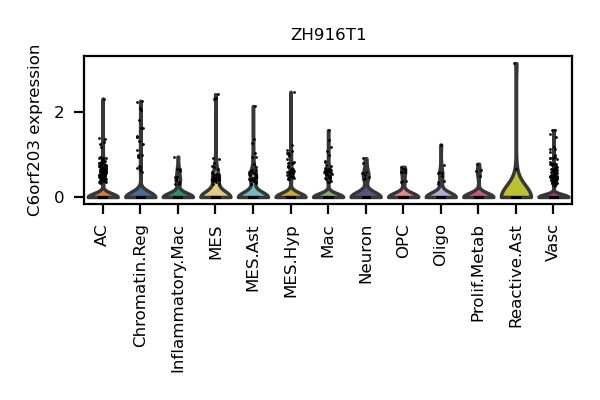 ZH916T1
C6orf203 expression
2
0
AC
Chromatin.Reg
Inflammatory.Mac
MES
MES.Ast
MES.Hyp
Mac
Neuron
OPC
Oligo
Prolif.Metab
Reactive.Ast
Vasc